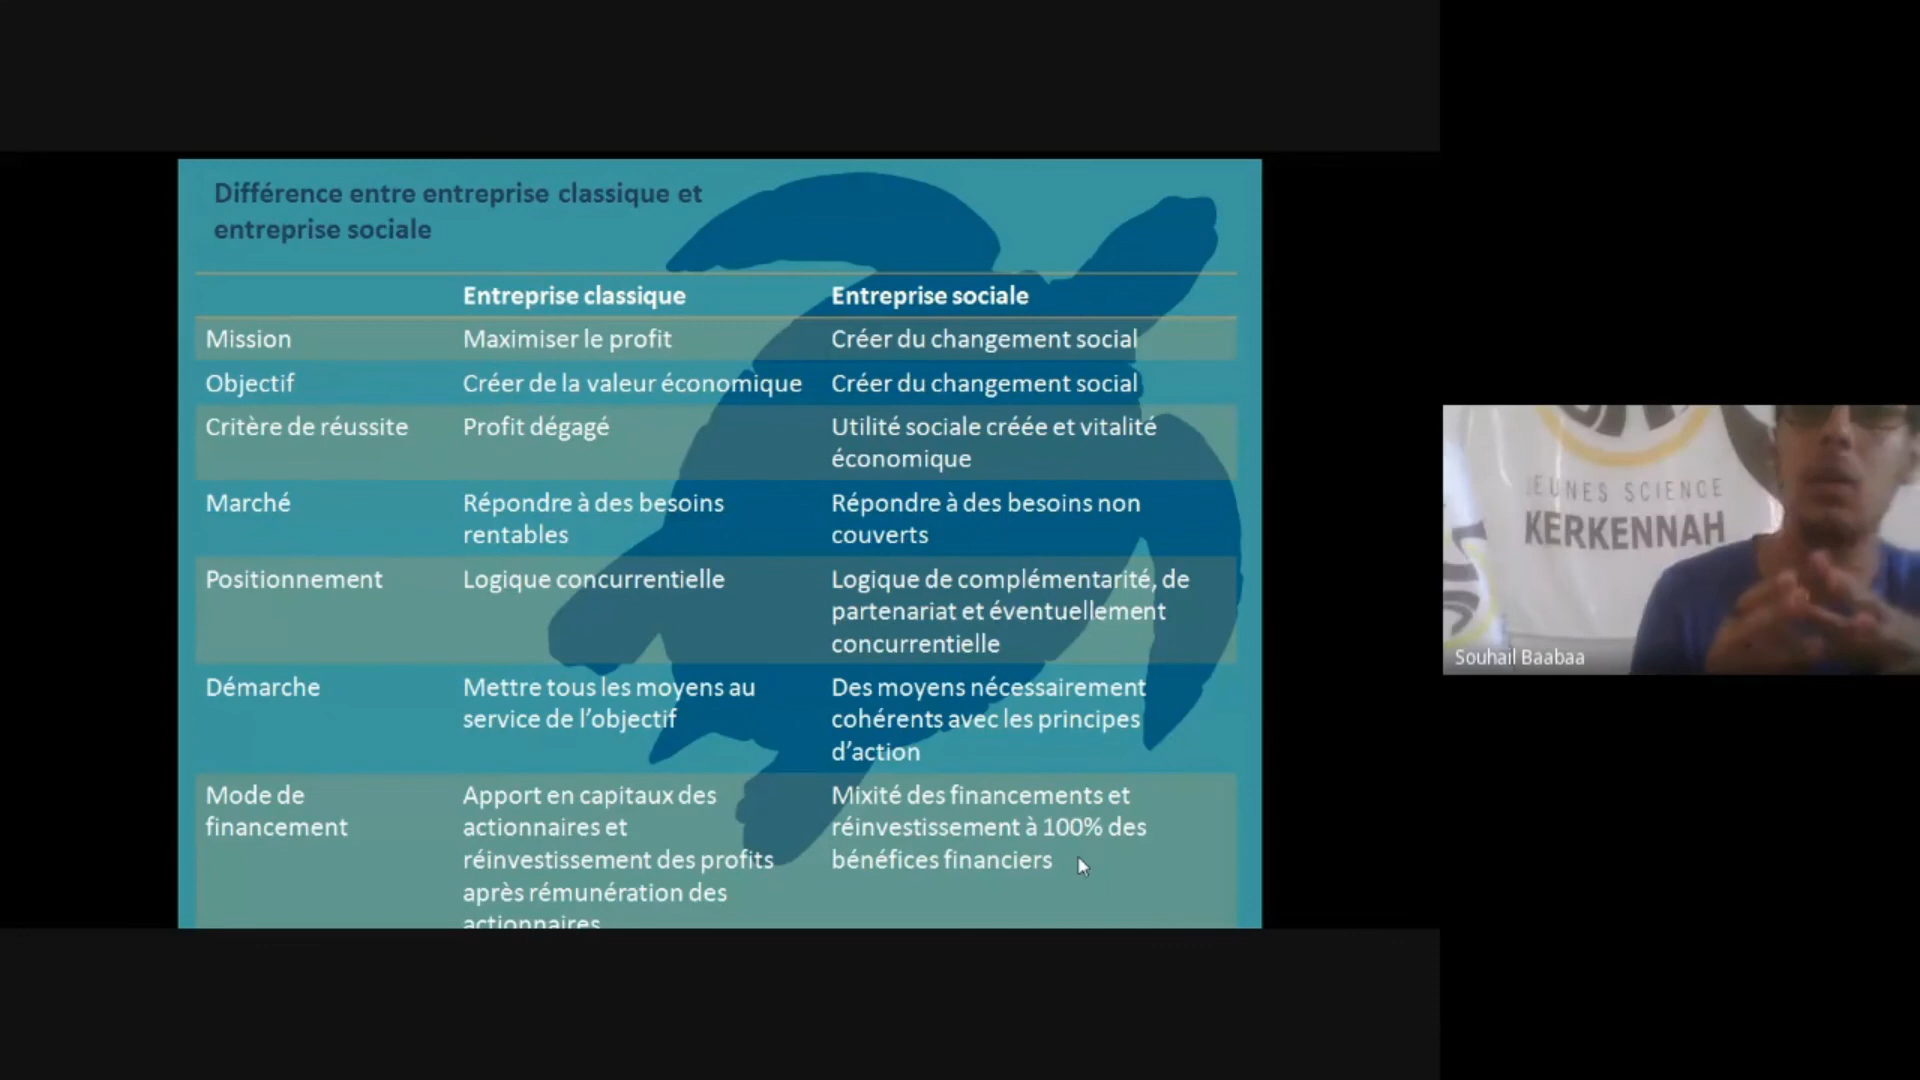 Différence entre entreprise classique et
entreprise sociale
Entreprise classique Entreprise sociale
Mission Maximiser le profit Créer du changement social
Objectif Créer de la valeur économique Créer du changement social
Critère de réussite Profit dégagé Utilité sociale créée et vitalité
économique
Marché Répondre à des besoins Répondre à des besoins non
rentables couverts
Positionnement Logique concurrentielle Logique de complémentarité, de
partenariat et éventuellement
concurrentielle
Démarche Mettre tous les moyens au Des moyens nécessairement
service de l'objectif cohérents avec les principes
d'action
Mode de Apport en capitaux des Mixité des financements et
financement actionnaires et réinvestissement à 100% des
réinvestissement des profits bénéfices financiers
après rémunération des
actionnaires
JEUNES SCIENCE
KERKENNAH
Souhail Baabaa